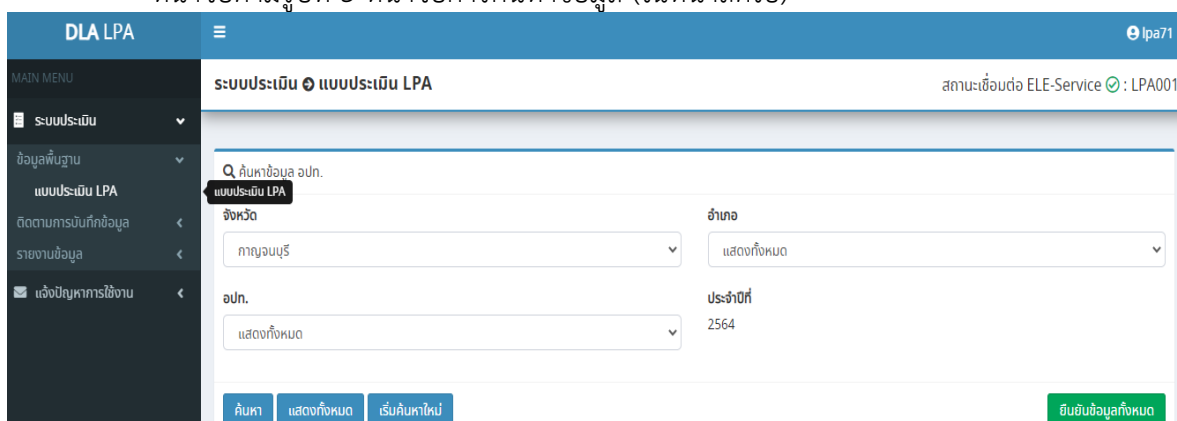 DLA LPA
lpa71
MAIN MENU
ระบบประเมิน
ข้อมูลพื้นฐาน
แบบประเมิน LPA
ติดตามการบันทึกข้อมูล
รายงานข้อมูล
แจ้งปัญหาการใช้งาน
ระบบประเมิน แบบประเมิน LPA
สถานะเชื่อมต่อ ELE-Service : LPA001
ค้นหาข้อมูล อปท.
แบบประเมิน LPA
จังหวัด
อำเภอ
กาญจนบุรี
แสดงทั้งหมด
อปท.
ประจำปีที่
แสดงทั้งหมด
2564
ค้นหา
แสดงทั้งหมด
เริ่มค้นหาใหม่
ยืนยันข้อมูลทั้งหมด